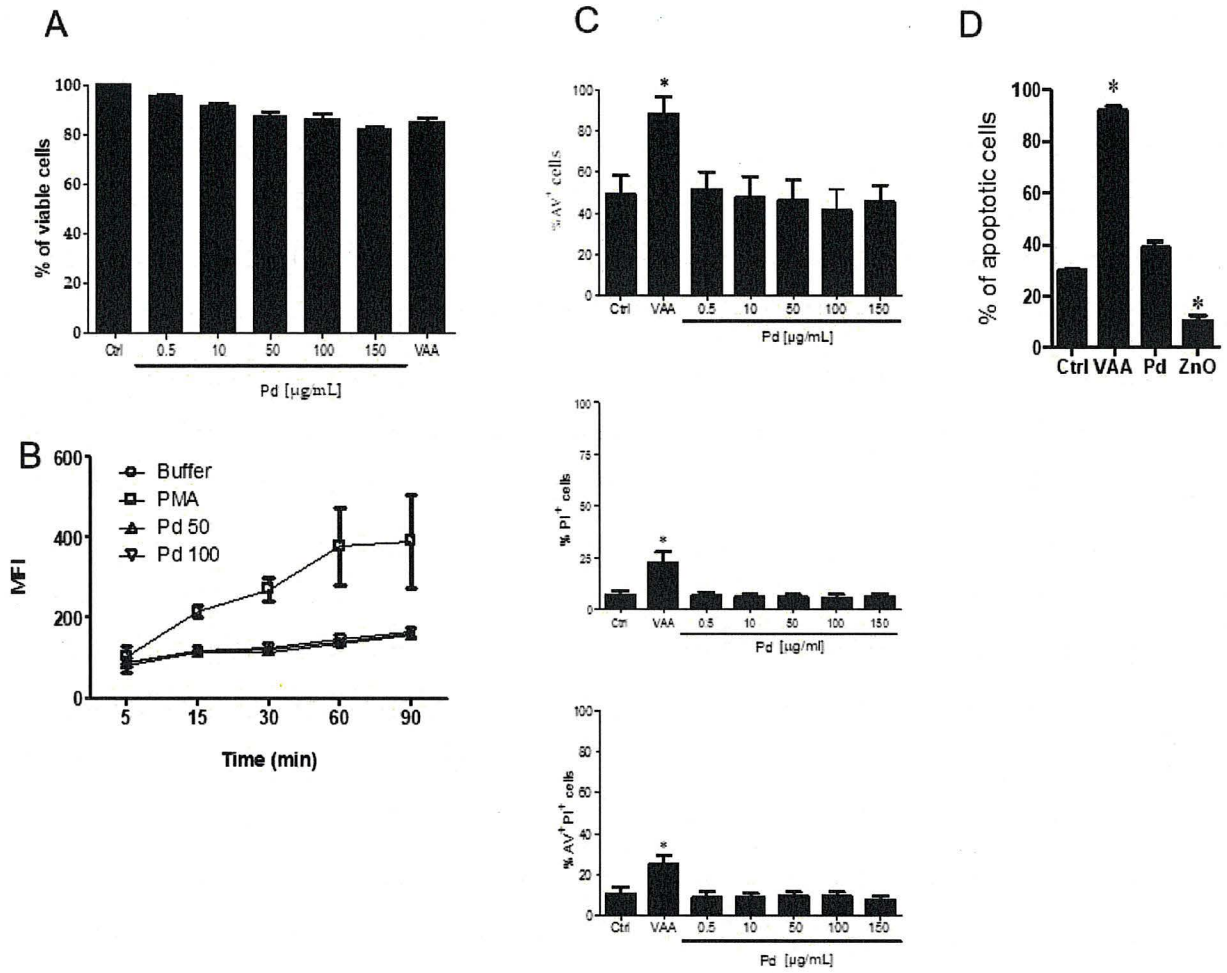 A
% of viable cells
100
80
60
40
20
0
Ctrl 0.5 10 50 100 150 VAA
Pd [µg/mL]
B
MFI
600
400
200
0
Buffer
PMA
Pd 50
Pd 100
5 15 30 60 90
Time (min)
C
% AV+ cells
100
80
60
40
20
0
*
Ctrl VAA 0.5 10 50 100 150
Pd [µg/mL]
% PI+ cells
100
75
50
25
0
*
Ctrl VAA 0.5 10 50 100 150
Pd [µg/ml]
% AV+PI+ cells
100
80
60
40
20
0
*
Ctrl VAA 0.5 10 50 100 150
Pd [µg/mL]
D
% of apoptotic cells
100
80
60
40
20
0
*
*
Ctrl VAA Pd ZnO